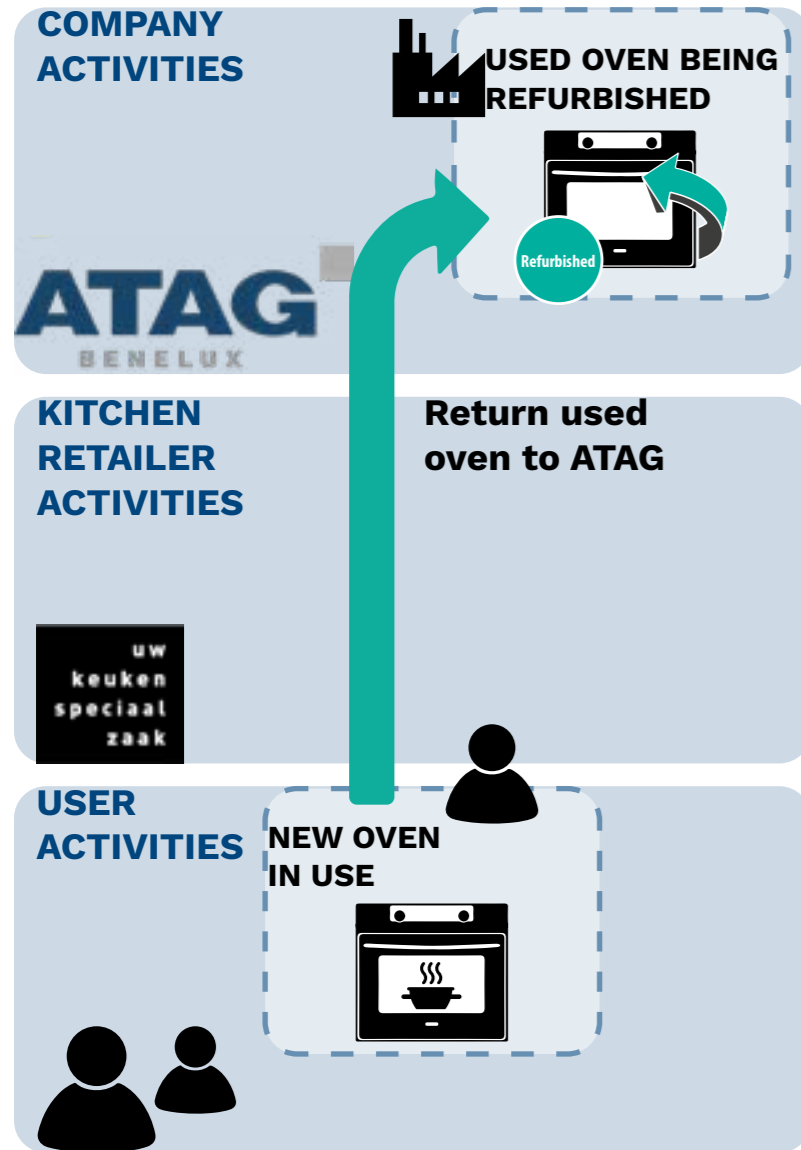 COMPANY
ACTIVITIES
USED OVEN BEING
REFURBISHED
Refurbished
ATAG
BENELUX
KITCHEN
RETAILER
ACTIVITIES
Return used
oven to ATAG
uw
keuken
speciaal
zaak
USER
ACTIVITIES
NEW OVEN
IN USE